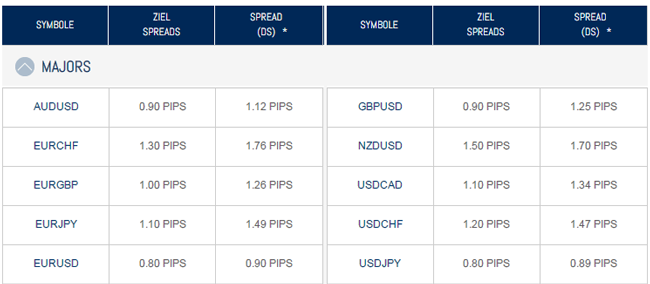 SYMBOLE ZIEL SPREADS SPREAD (DS) * SYMBOLE ZIEL SPREADS SPREAD (DS) *
MAJORS
AUDUSD 0.90 PIPS 1.12 PIPS GBPUSD 0.90 PIPS 1.25 PIPS
EURCHF 1.30 PIPS 1.76 PIPS NZDUSD 1.50 PIPS 1.70 PIPS
EURGBP 1.00 PIPS 1.26 PIPS USDCAD 1.10 PIPS 1.34 PIPS
EURJPY 1.10 PIPS 1.49 PIPS USDCHF 1.20 PIPS 1.47 PIPS
EURUSD 0.80 PIPS 0.90 PIPS USDJPY 0.80 PIPS 0.89 PIPS